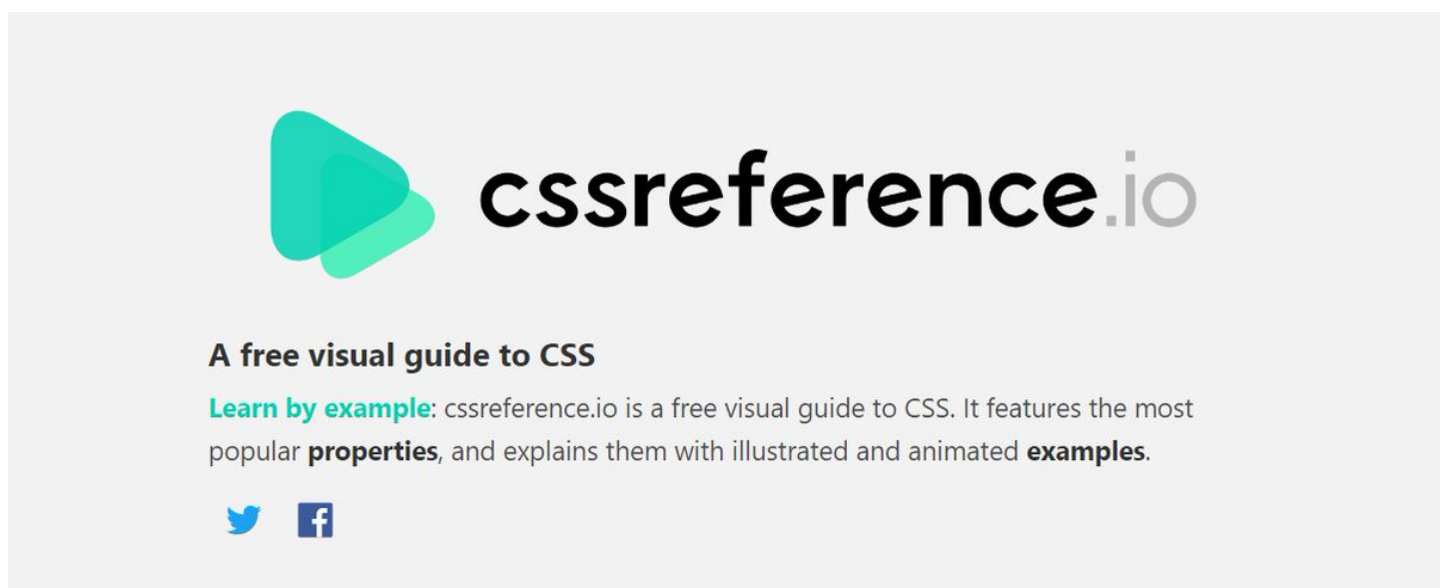 cssreference.io
A free visual guide to CSS
Learn by example: cssreference.io is a free visual guide to CSS. It features the most
popular properties, and explains them with illustrated and animated examples.